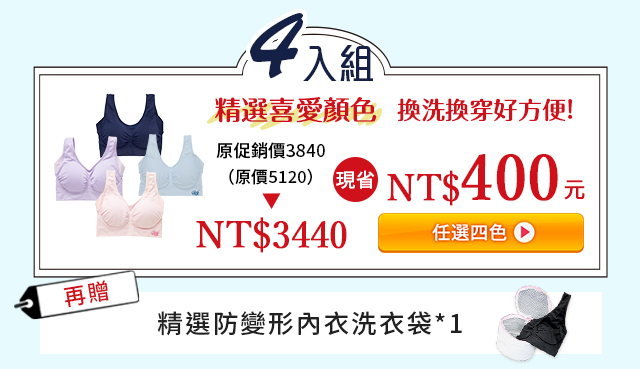 4入組
精選喜愛顏色 換洗換穿好方便!
原促銷價3840
（原價5120）
NT$3440
現省 NT$400元
任選四色
再贈
精選防變形內衣洗衣袋*1